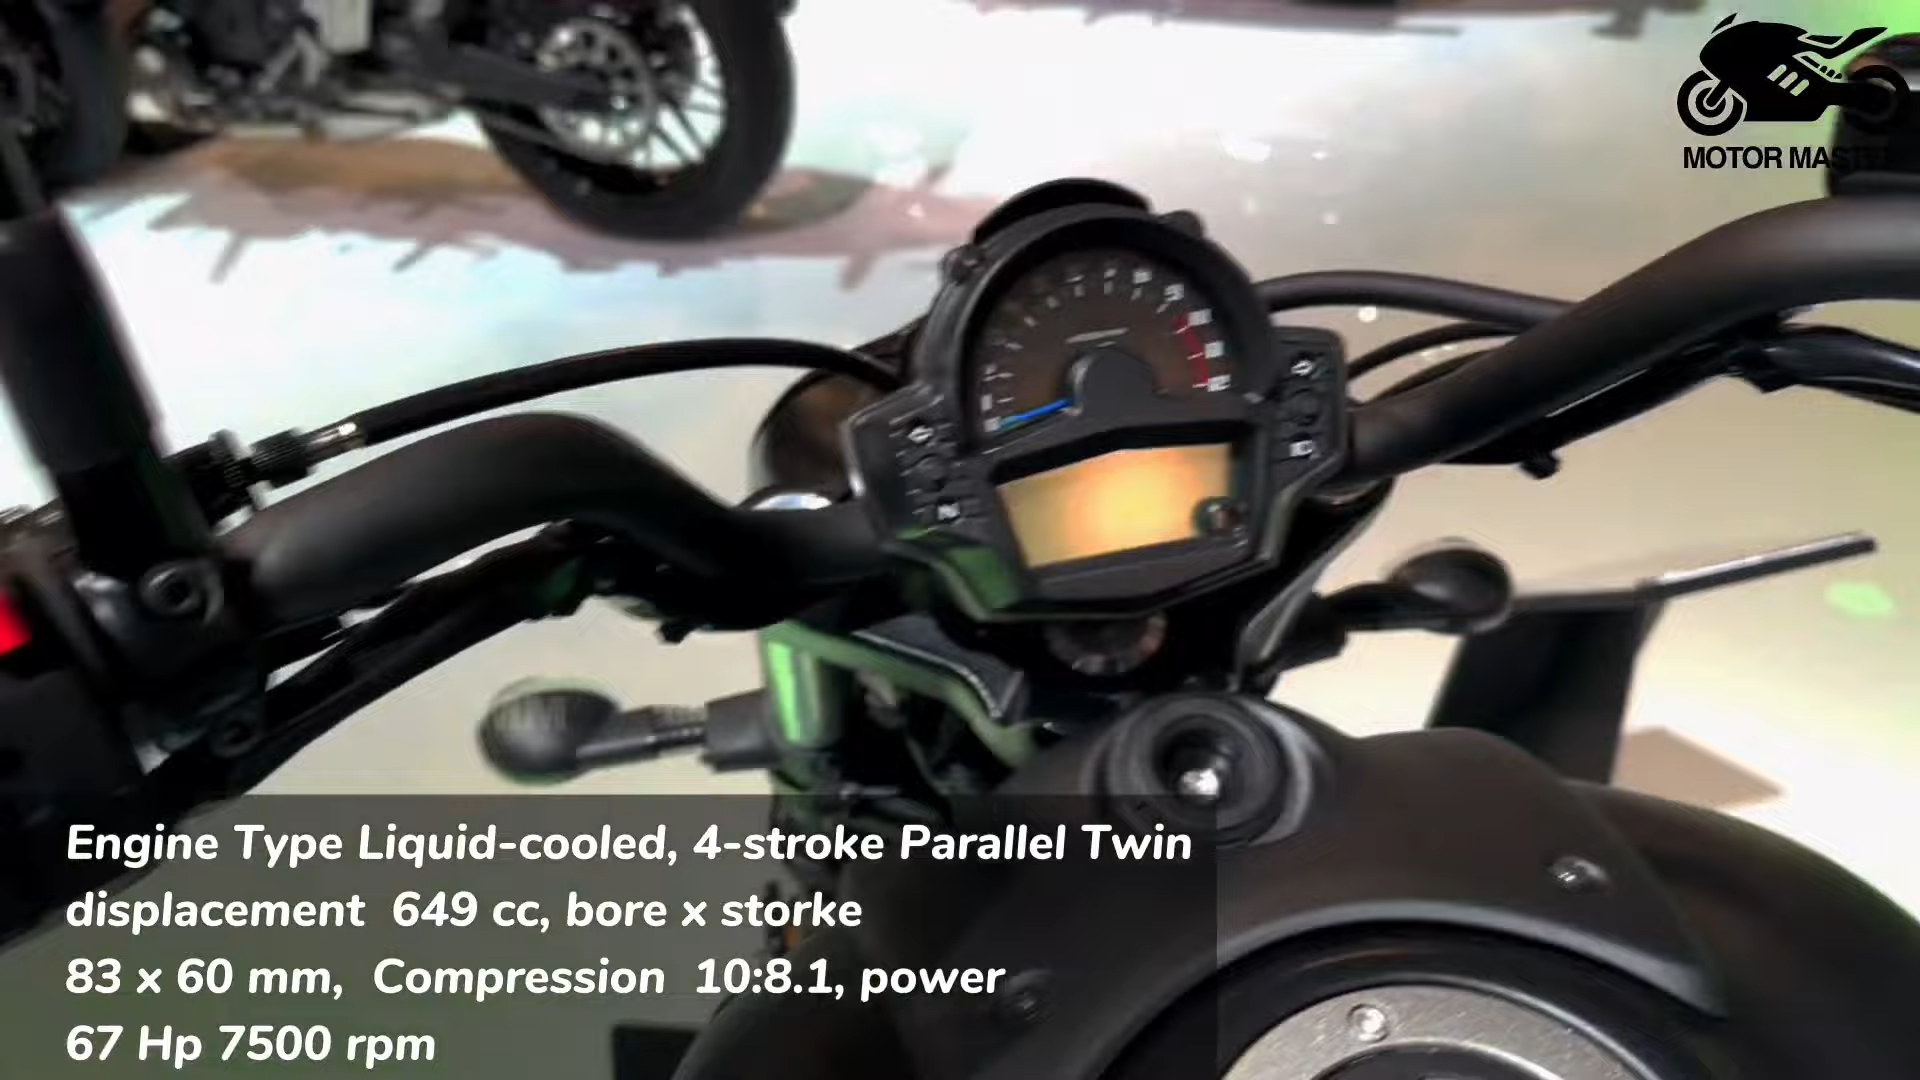 MOTOR MASTER
Engine Type Liquid-cooled, 4-stroke Parallel Twin
displacement 649 cc, bore x storke
83 x 60 mm, Compression 10:8.1, power
67 Hp 7500 rpm